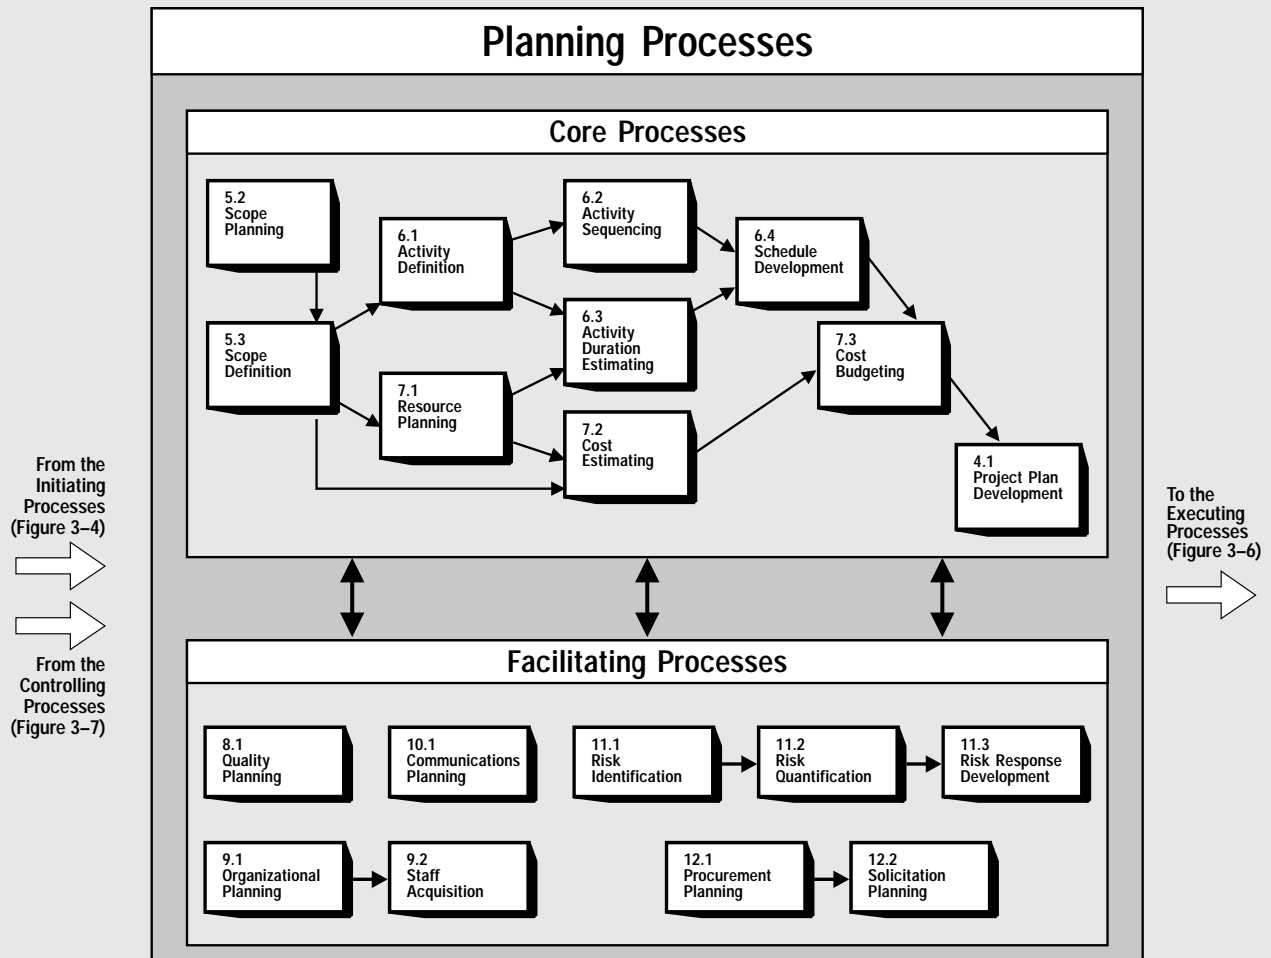 Planning Processes
Core Processes
5.2
Scope
Planning
5.3
Scope
Definition
6.1
Activity
Definition
7.1
Resource
Planning
6.2
Activity
Sequencing
6.3
Activity
Duration
Estimating
7.2
Cost
Estimating
6.4
Schedule
Development
7.3
Cost
Budgeting
4.1
Project Plan
Development
From the
Initiating
Processes
(Figure 3–4)
From the
Controlling
Processes
(Figure 3–7)
To the
Executing
Processes
(Figure 3–6)
Facilitating Processes
8.1
Quality
Planning
10.1
Communications
Planning
11.1
Risk
Identification
11.2
Risk
Quantification
11.3
Risk Response
Development
9.1
Organizational
Planning
9.2
Staff
Acquisition
12.1
Procurement
Planning
12.2
Solicitation
Planning